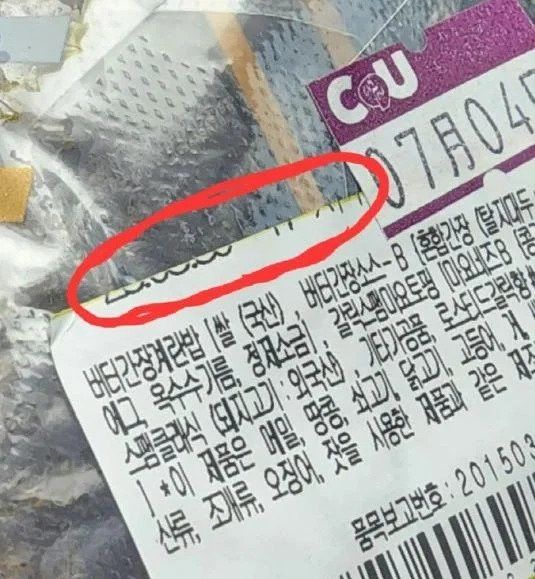 CU
07月04
버터간장계란밥 (쌀 (국산), 버터간장소스-B (혼합간장 (탈지대두
에그, 옥수수기름, 정제소금, 갈릭스팸마요토핑 마요네즈B (콩
스팸클래식 (돼지고기:외국산), 기타가공품, 로스티드갈릭향
*이 제품은 메밀, 땅콩, 쇠고기, 닭고기, 고등어, 게,
산류, 조개류, 오징어, 잣을 사용한 제품과 같은 제조
품목보고번호:201503